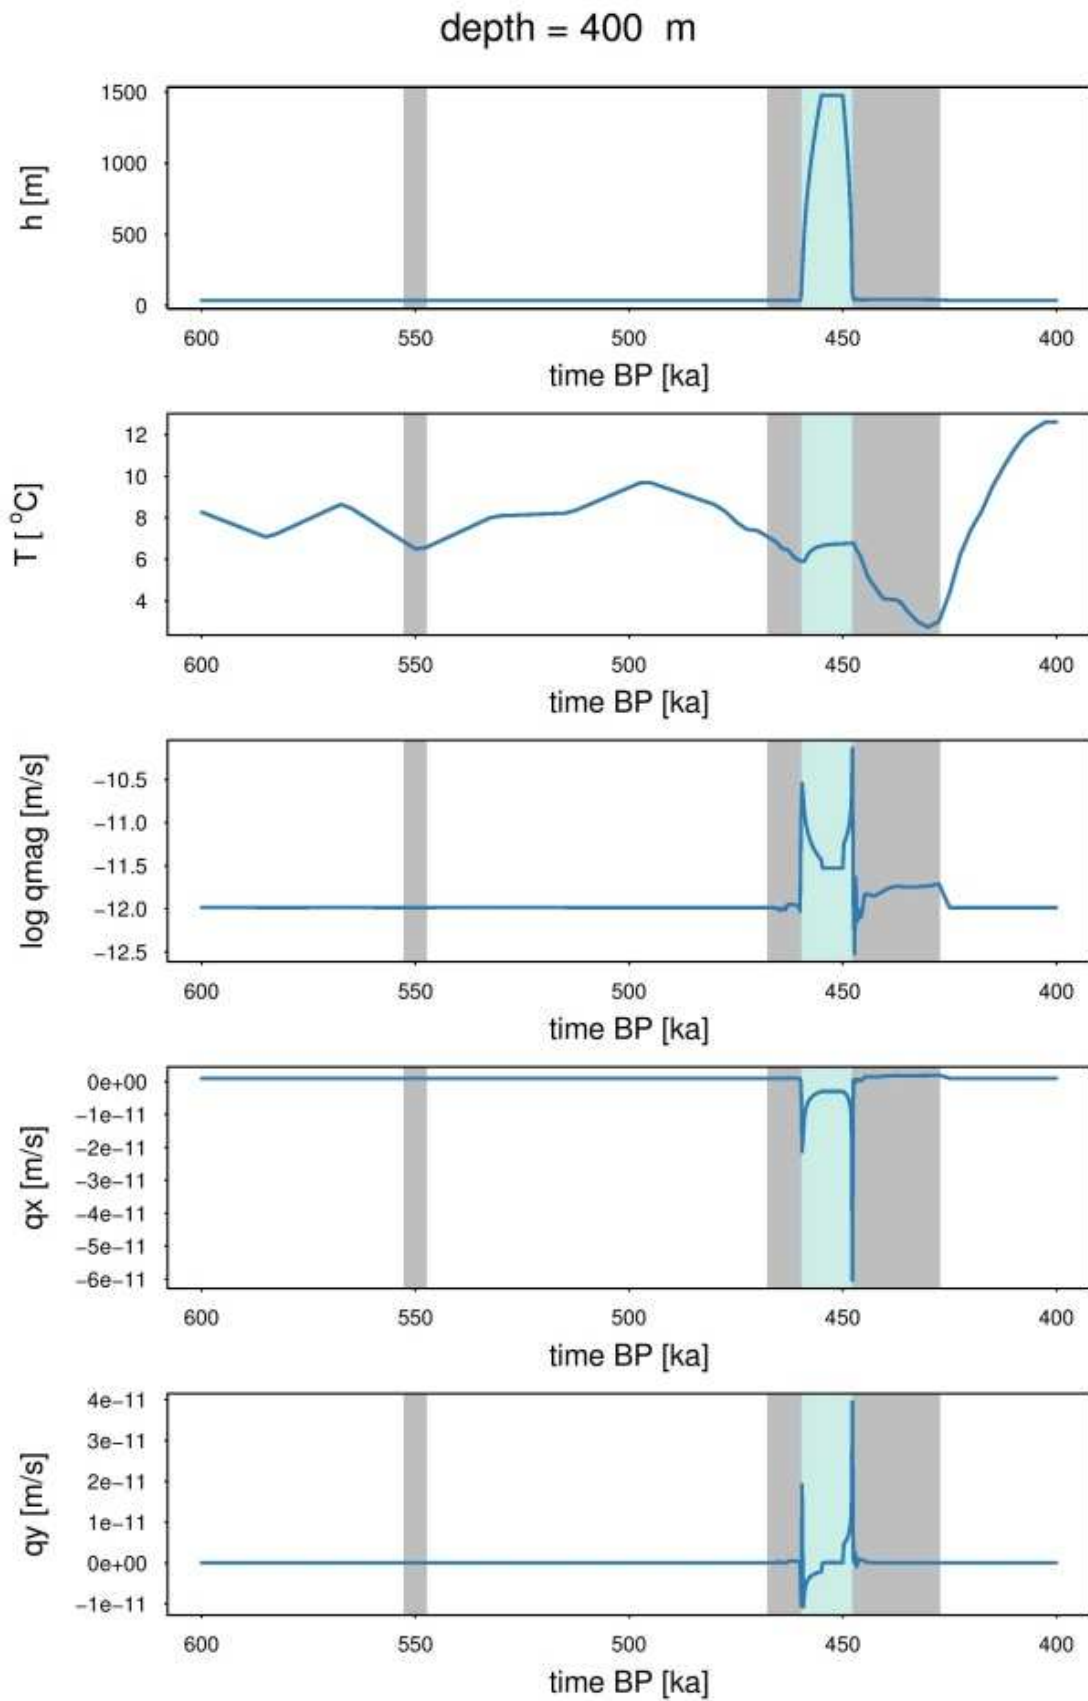 depth = 400 m
1500
1000
500
0
h [m]
600 550 500 450 400
time BP [ka]
12
10
8
6
4
T [ °C]
600 550 500 450 400
time BP [ka]
−10.5
−11.0
−11.5
−12.0
−12.5
log qmag [m/s]
600 550 500 450 400
time BP [ka]
0e+00
−1e−11
−2e−11
−3e−11
−4e−11
−5e−11
−6e−11
qx [m/s]
600 550 500 450 400
time BP [ka]
4e−11
3e−11
2e−11
1e−11
0e+00
−1e−11
qy [m/s]
600 550 500 450 400
time BP [ka]